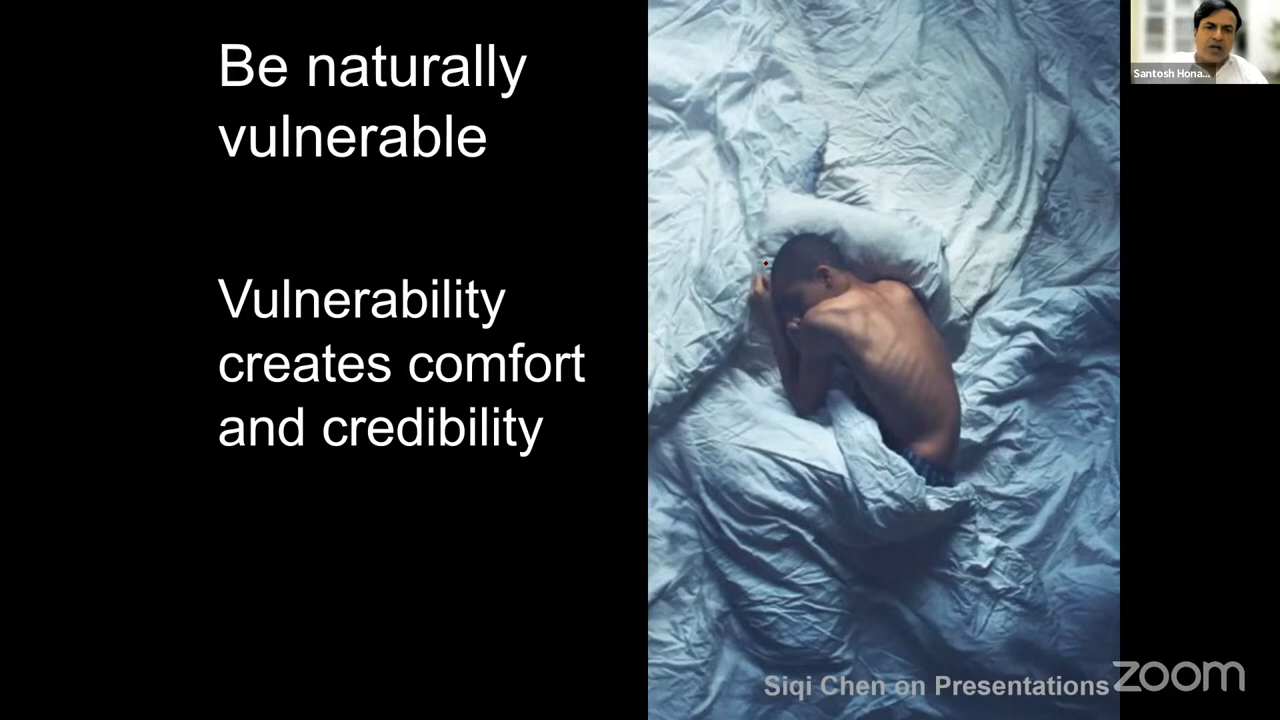 Be naturally
vulnerable
Vulnerability
creates comfort
and credibility
Santosh Hona...
Siqi Chen on Presentations
zoom